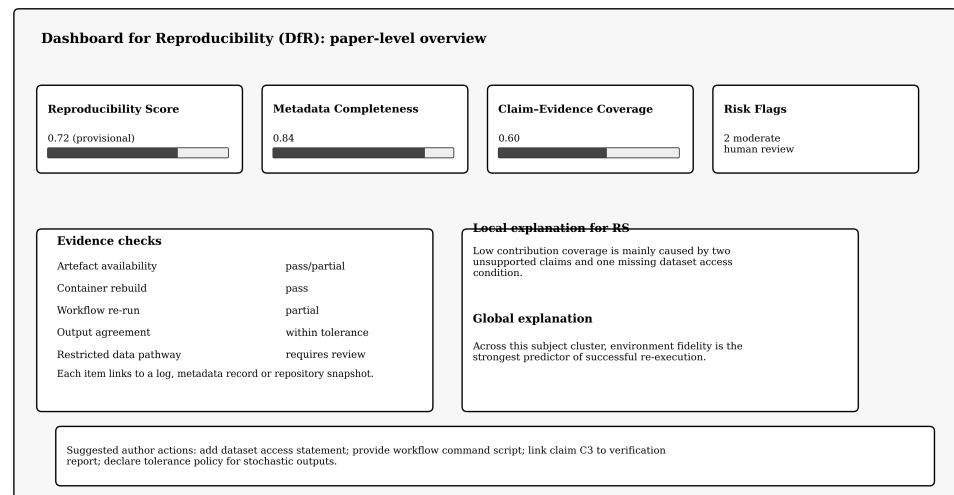 Dashboard for Reproducibility (DfR): paper-level overview
Reproducibility Score
0.72 (provisional)
Metadata Completeness
0.84
Claim–Evidence Coverage
0.60
Risk Flags
2 moderate
human review
Evidence checks
Artefact availability pass/partial
Container rebuild pass
Workflow re-run partial
Output agreement within tolerance
Restricted data pathway requires review
Each item links to a log, metadata record or repository snapshot.
Local explanation for RS
Low contribution coverage is mainly caused by two
unsupported claims and one missing dataset access
condition.
Global explanation
Across this subject cluster, environment fidelity is the
strongest predictor of successful re-execution.
Suggested author actions: add dataset access statement; provide workflow command script; link claim C3 to verification
report; declare tolerance policy for stochastic outputs.